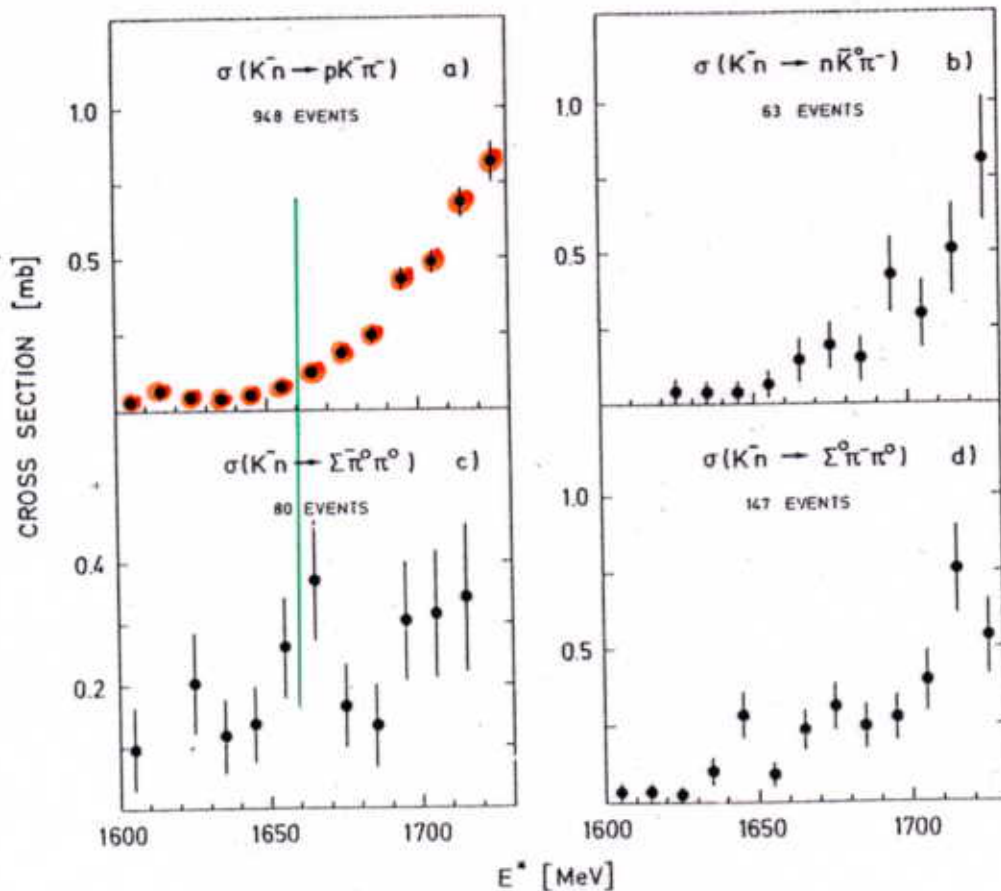 σ(K⁻n → pK⁻π⁻) a)
948 EVENTS
1.0
0.5
σ(K⁻n → nK̄⁰π⁻) b)
63 EVENTS
1.0
0.5
CROSS SECTION [mb]
σ(K⁻n → Σ⁻π⁰π⁰) c)
80 EVENTS
0.4
0.2
1600
1650
1700
σ(K⁻n → Σ⁰π⁻π⁰) d)
147 EVENTS
1.0
0.5
1600
1650
1700
E* [MeV]